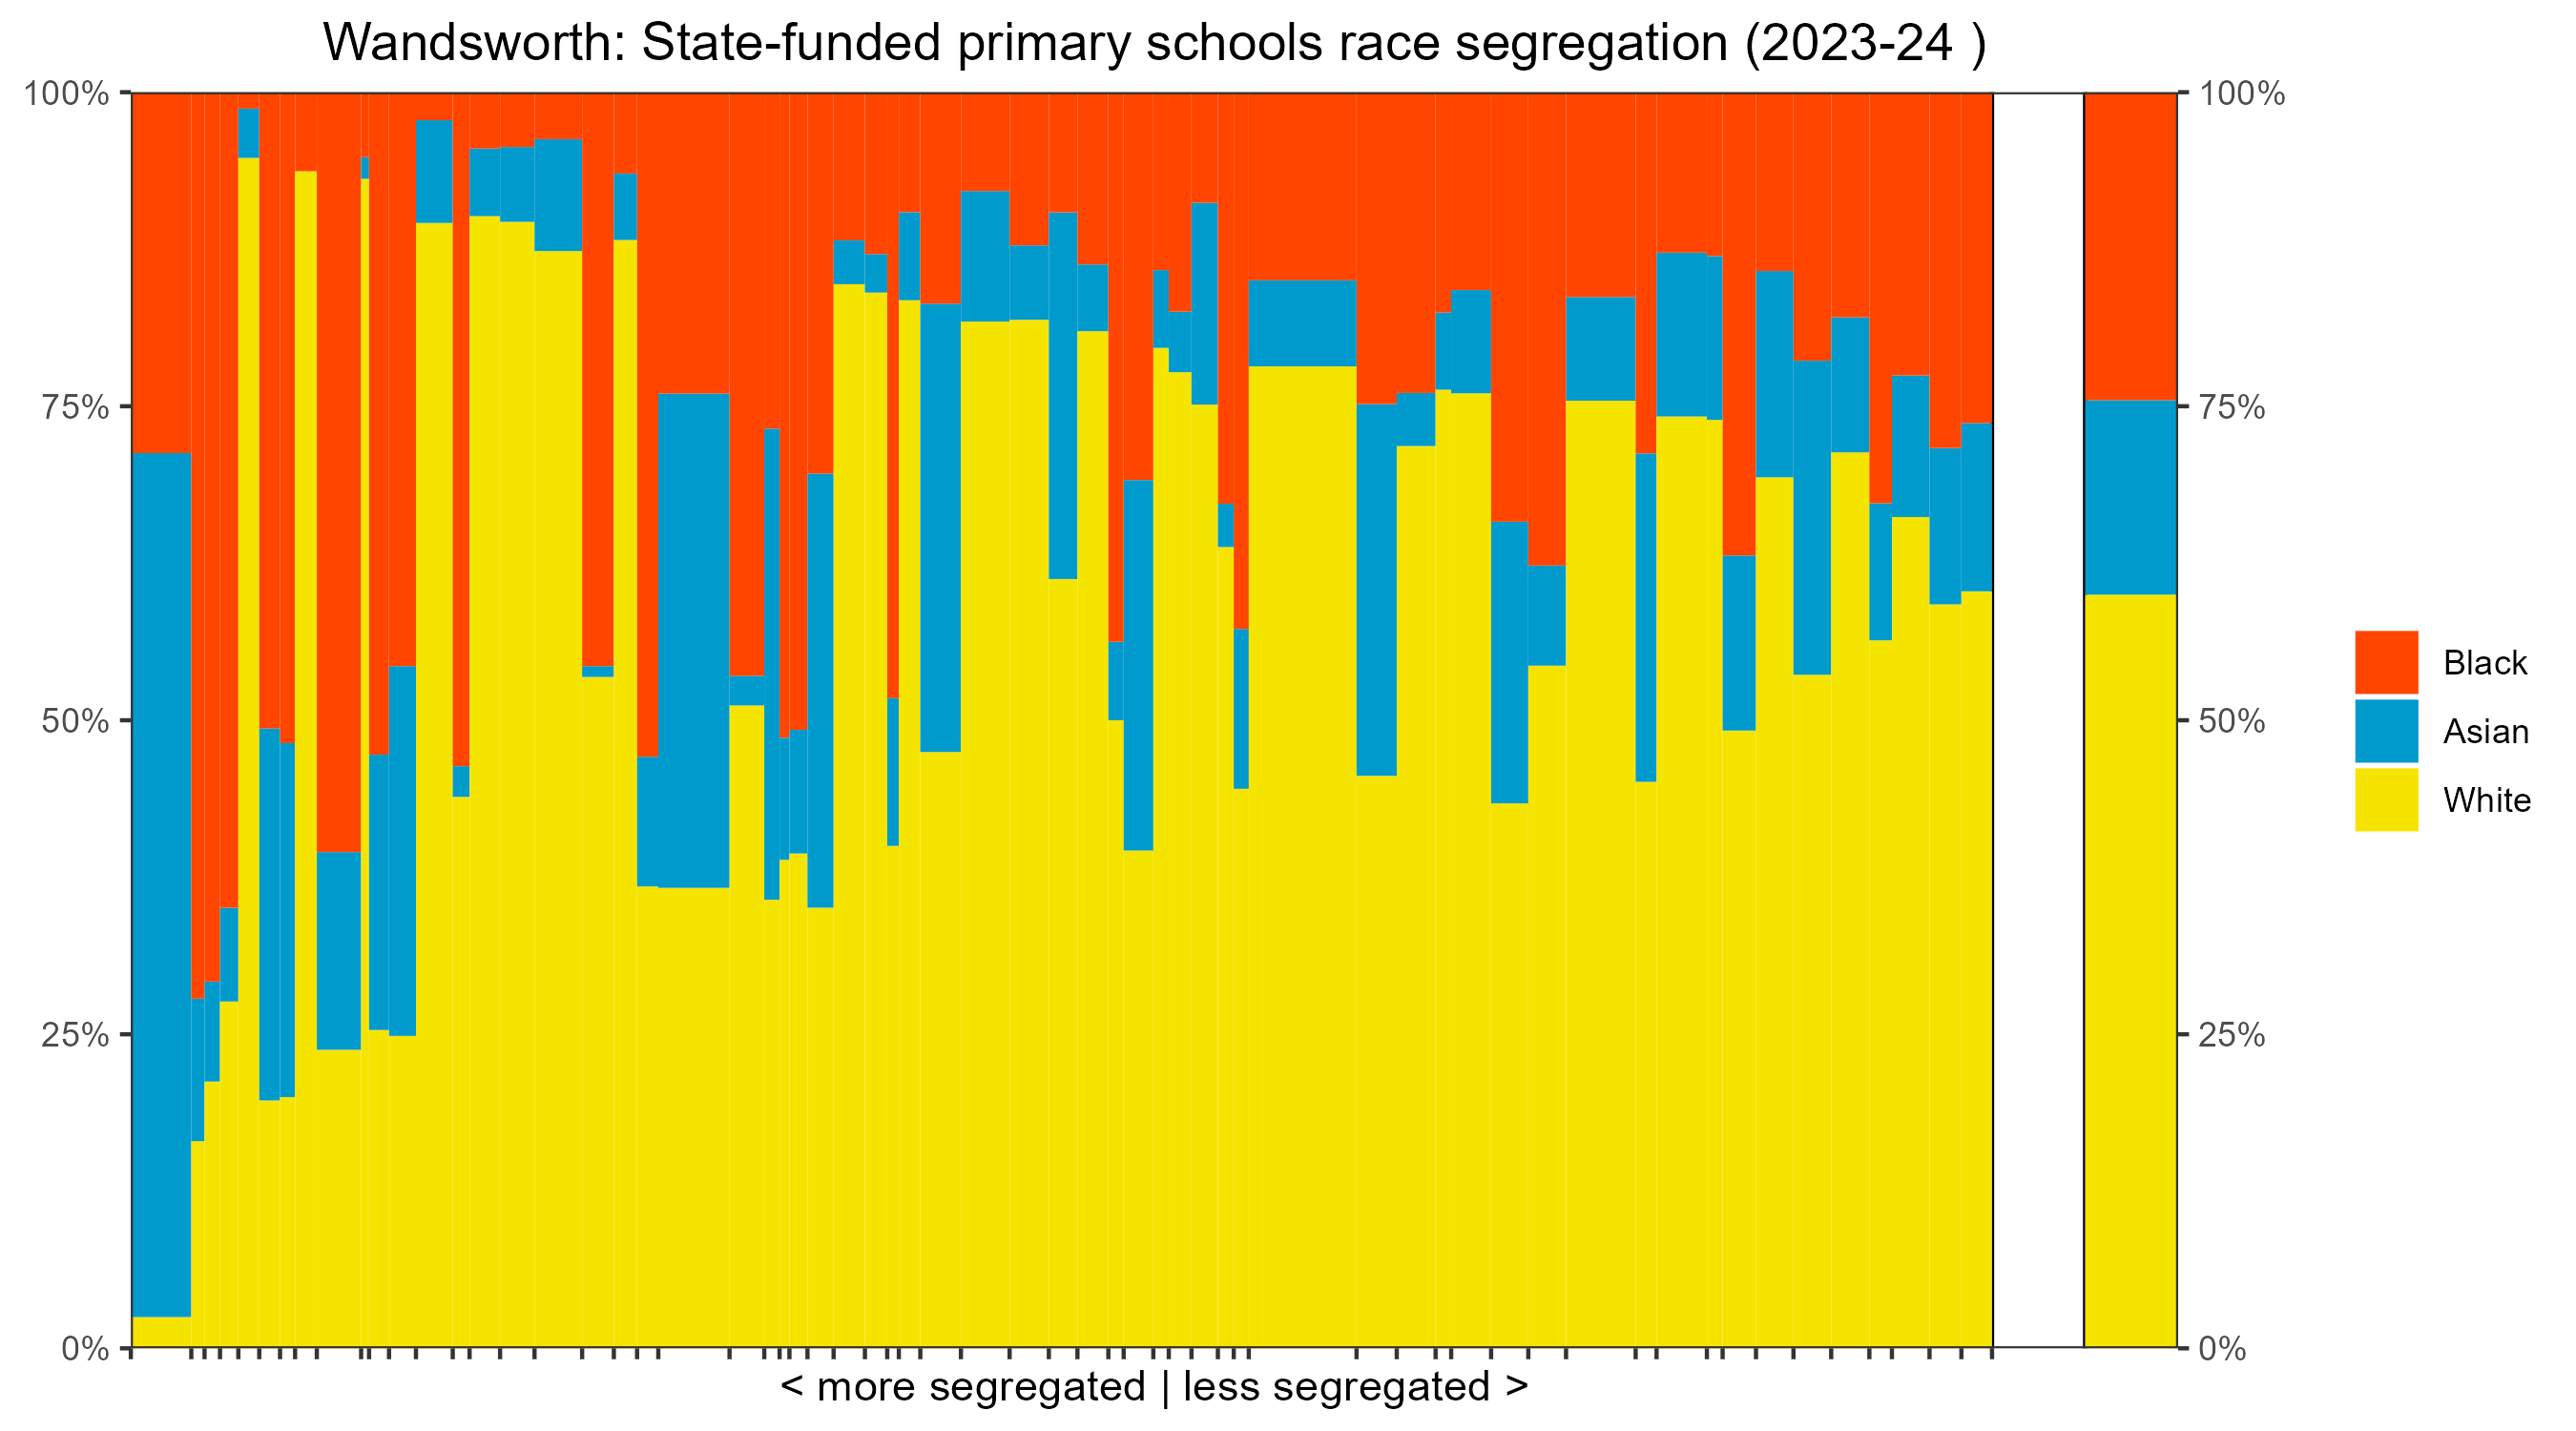 Wandsworth: State-funded primary schools race segregation (2023-24 )
100%
75%
50%
25%
0%
100%
75%
50%
25%
0%
Black
Asian
White
< more segregated | less segregated >